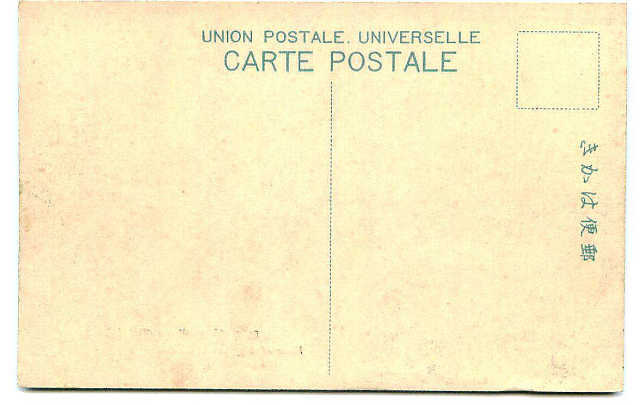 UNION POSTALE. UNIVERSELLE
CARTE POSTALE
郵便はかき